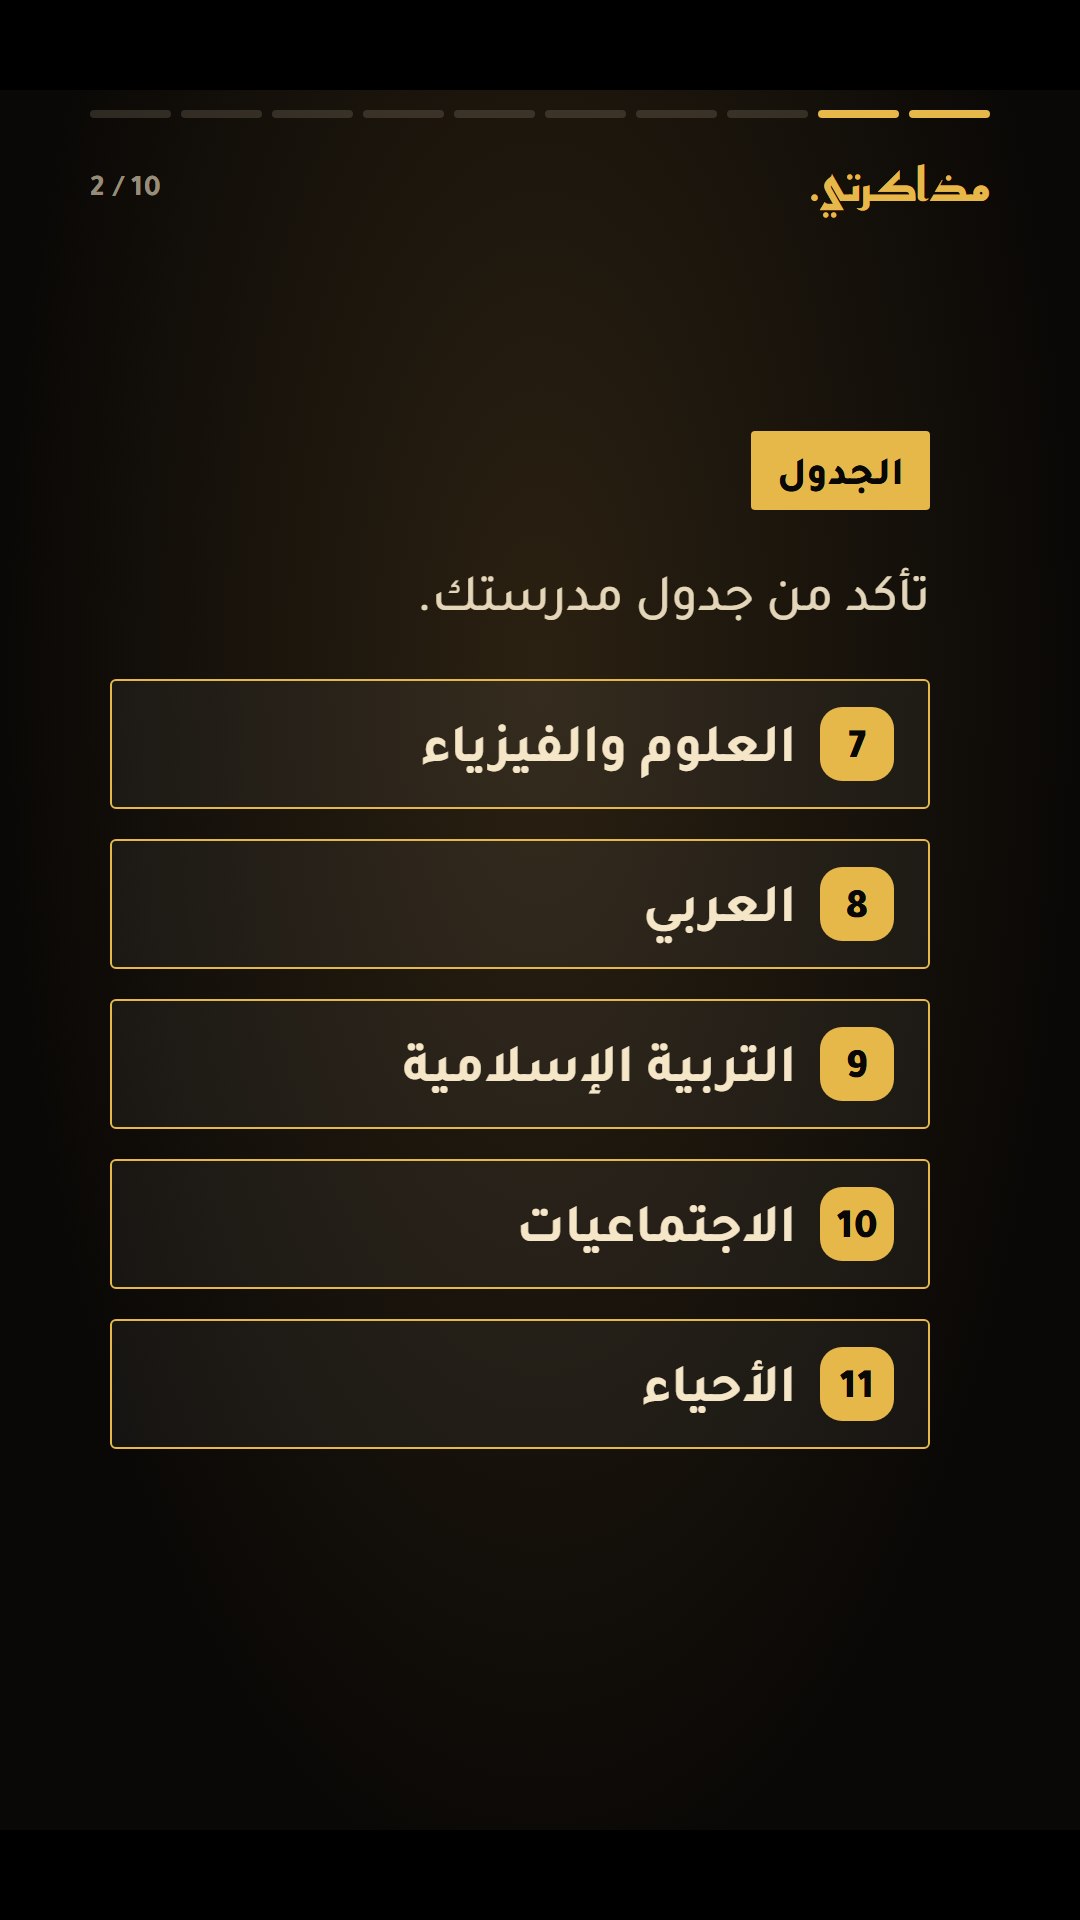 مذاكرتي.
2 / 10
الجدول
تأكد من جدول مدرستك.
7 العلوم والفيزياء
8 العربي
9 التربية الإسلامية
10 الاجتماعيات
11 الأحياء